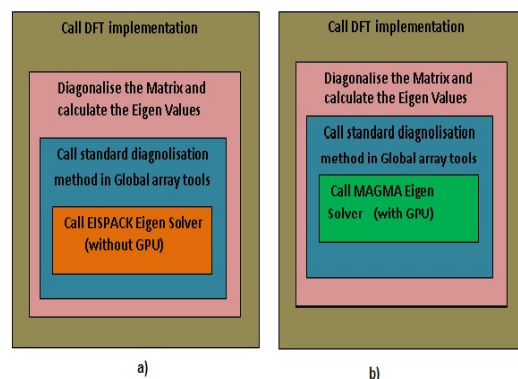 Call DFT implementation
Diagonalise the Matrix and
calculate the Eigen Values
Call standard diagnolisation
method in Global array tools
Call EISPACK Eigen Solver
(without GPU)
a)
Call DFT implementation
Diagonalise the Matrix and
calculate the Eigen Values
Call standard diagnolisation
method in Global array tools
Call MAGMA Eigen
Solver (with GPU)
b)